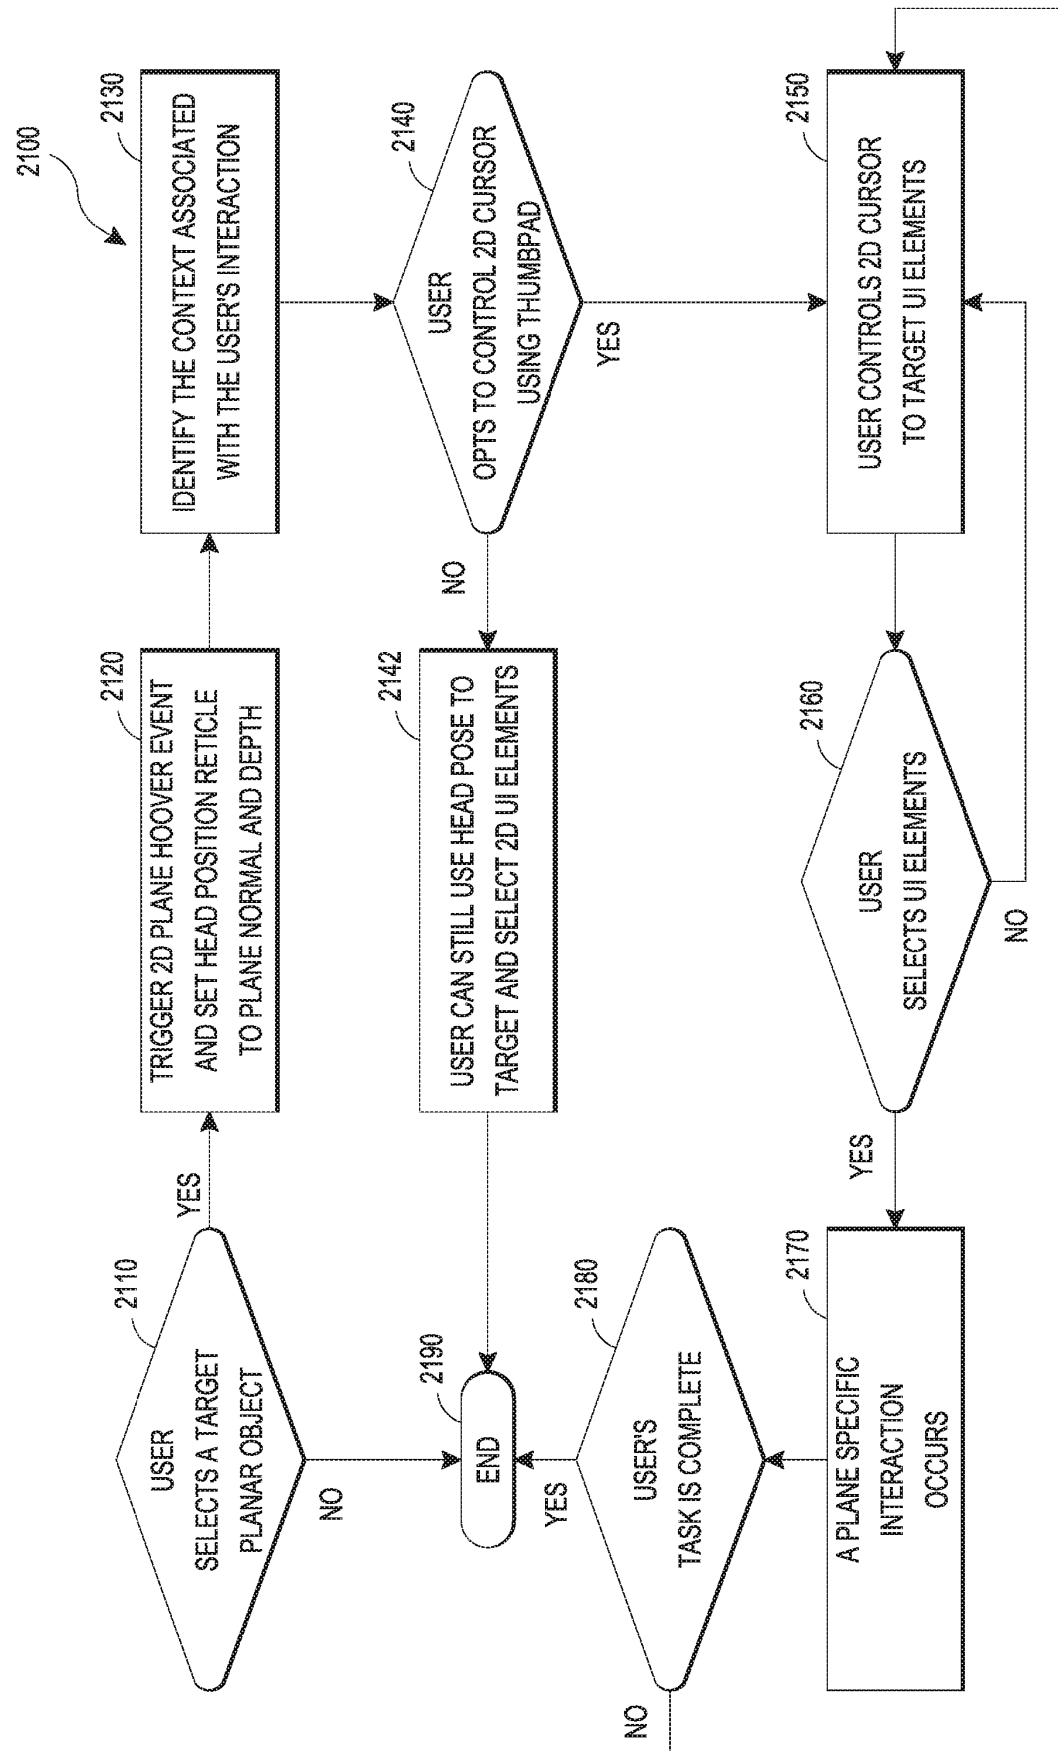 2100
2110
USER
SELECTS A TARGET
PLANAR OBJECT
YES
NO
2120
TRIGGER 2D PLANE HOOVER EVENT
AND SET HEAD POSITION RETICLE
TO PLANE NORMAL AND DEPTH
2130
IDENTIFY THE CONTEXT ASSOCIATED
WITH THE USER'S INTERACTION
2190
END
2142
USER CAN STILL USE HEAD POSE TO
TARGET AND SELECT 2D UI ELEMENTS
NO
2140
USER
OPTS TO CONTROL 2D CURSOR
USING THUMBPAD
YES
NO
YES
2180
USER'S
TASK IS COMPLETE
2170
A PLANE SPECIFIC
INTERACTION
OCCURS
YES
2160
USER
SELECTS UI ELEMENTS
NO
2150
USER CONTROLS 2D CURSOR
TO TARGET UI ELEMENTS